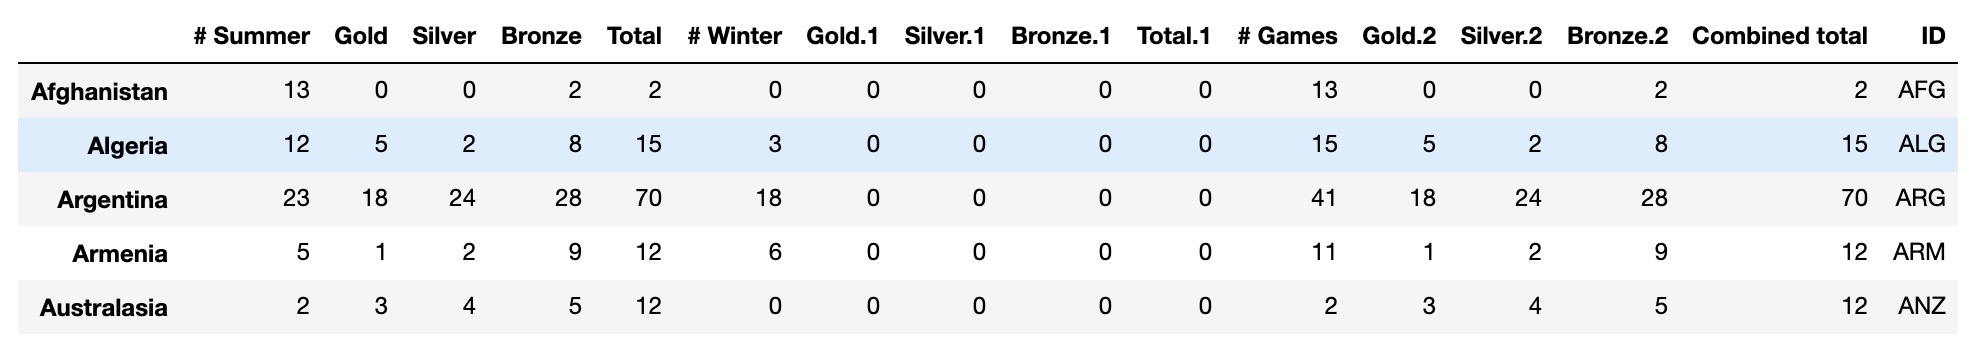 # Summer Gold Silver Bronze Total # Winter Gold.1 Silver.1 Bronze.1 Total.1 # Games Gold.2 Silver.2 Bronze.2 Combined total ID
Afghanistan 13 0 0 2 2 0 0 0 0 0 13 0 0 2 2 AFG
Algeria 12 5 2 8 15 3 0 0 0 0 15 5 2 8 15 ALG
Argentina 23 18 24 28 70 18 0 0 0 0 41 18 24 28 70 ARG
Armenia 5 1 2 9 12 6 0 0 0 0 11 1 2 9 12 ARM
Australasia 2 3 4 5 12 0 0 0 0 0 2 3 4 5 12 ANZ